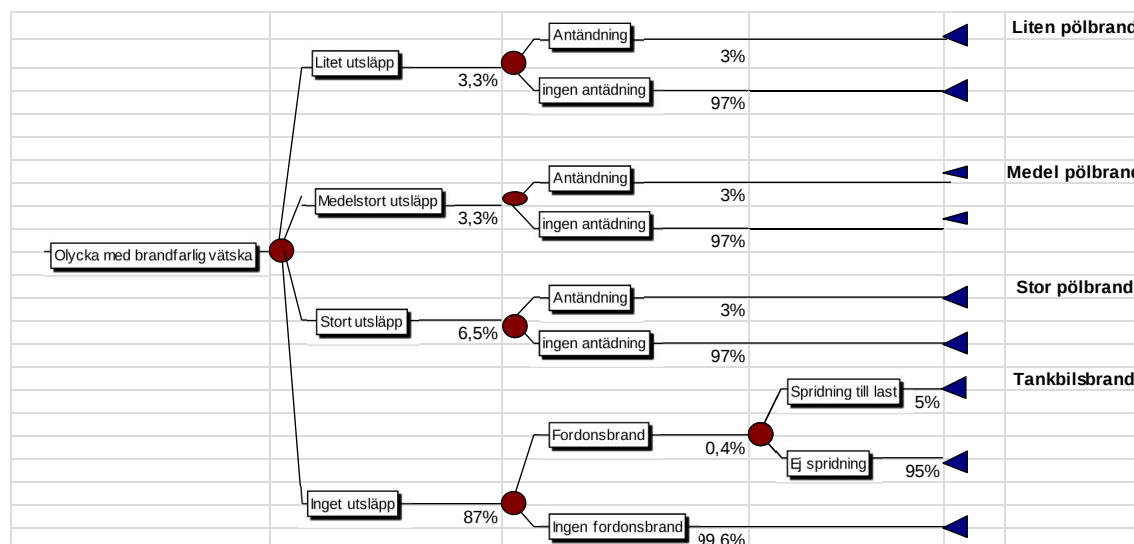 Antändning
Liten pölbrand
3%
Litet utsläpp
3,3%
ingen antädning
97%
Antändning
Medel pölbrand
3%
Medelstort utsläpp
3,3%
ingen antädning
97%
Olycka med brandfarlig vätska
Antändning
Stor pölbrand
3%
Stort utsläpp
6,5%
ingen antädning
97%
Tankbilsbrand
Spridning till last
5%
Fordonsbrand
0,4%
Ej spridning
95%
Inget utsläpp
87%
Ingen fordonsbrand
99,6%